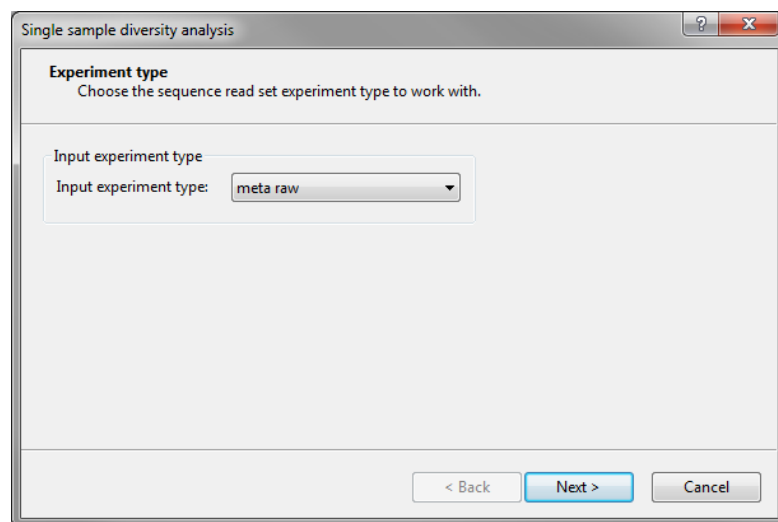 Single sample diversity analysis
?
X
Experiment type
Choose the sequence read set experiment type to work with.
Input experiment type
Input experiment type: meta raw
< Back Next > Cancel